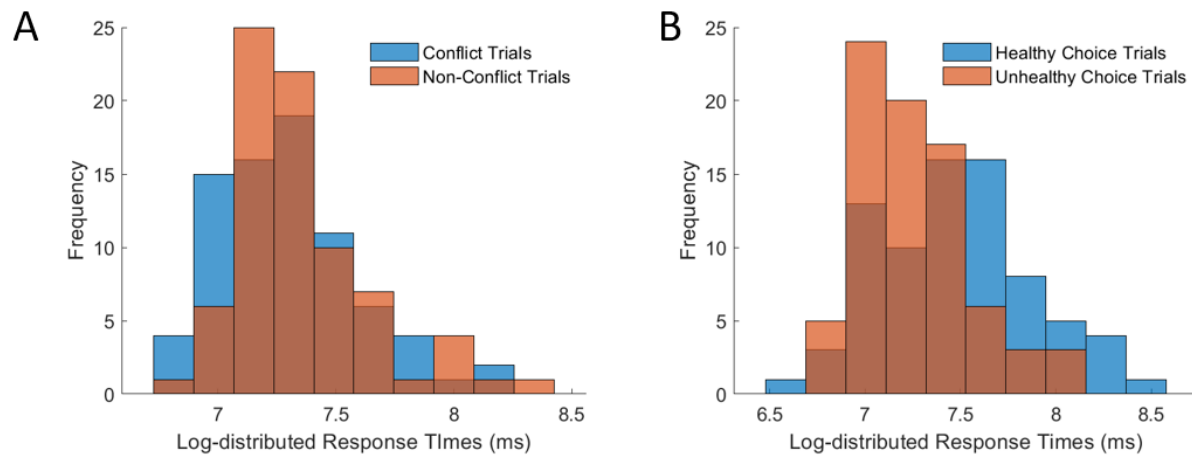 A
25
20
15
10
5
0
Frequency
Conflict Trials
Non-Conflict Trials
7
7.5
8
8.5
Log-distributed Response TImes (ms)
B
25
20
15
10
5
0
Frequency
Healthy Choice Trials
Unhealthy Choice Trials
6.5
7
7.5
8
8.5
Log-distributed Response Times (ms)